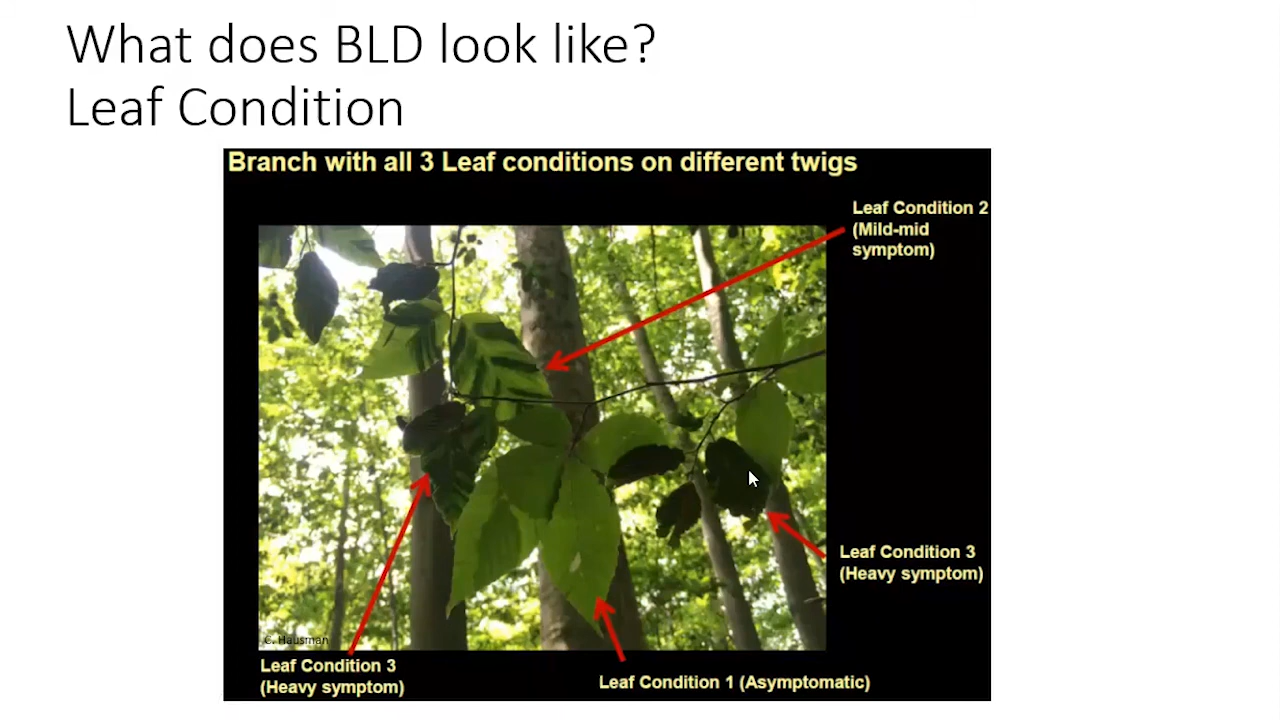 What does BLD look like?
Leaf Condition
Branch with all 3 Leaf conditions on different twigs
Leaf Condition 2
(Mild-mid
symptom)
Leaf Condition 3
(Heavy symptom)
C. Hausman
Leaf Condition 3
(Heavy symptom)
Leaf Condition 1 (Asymptomatic)